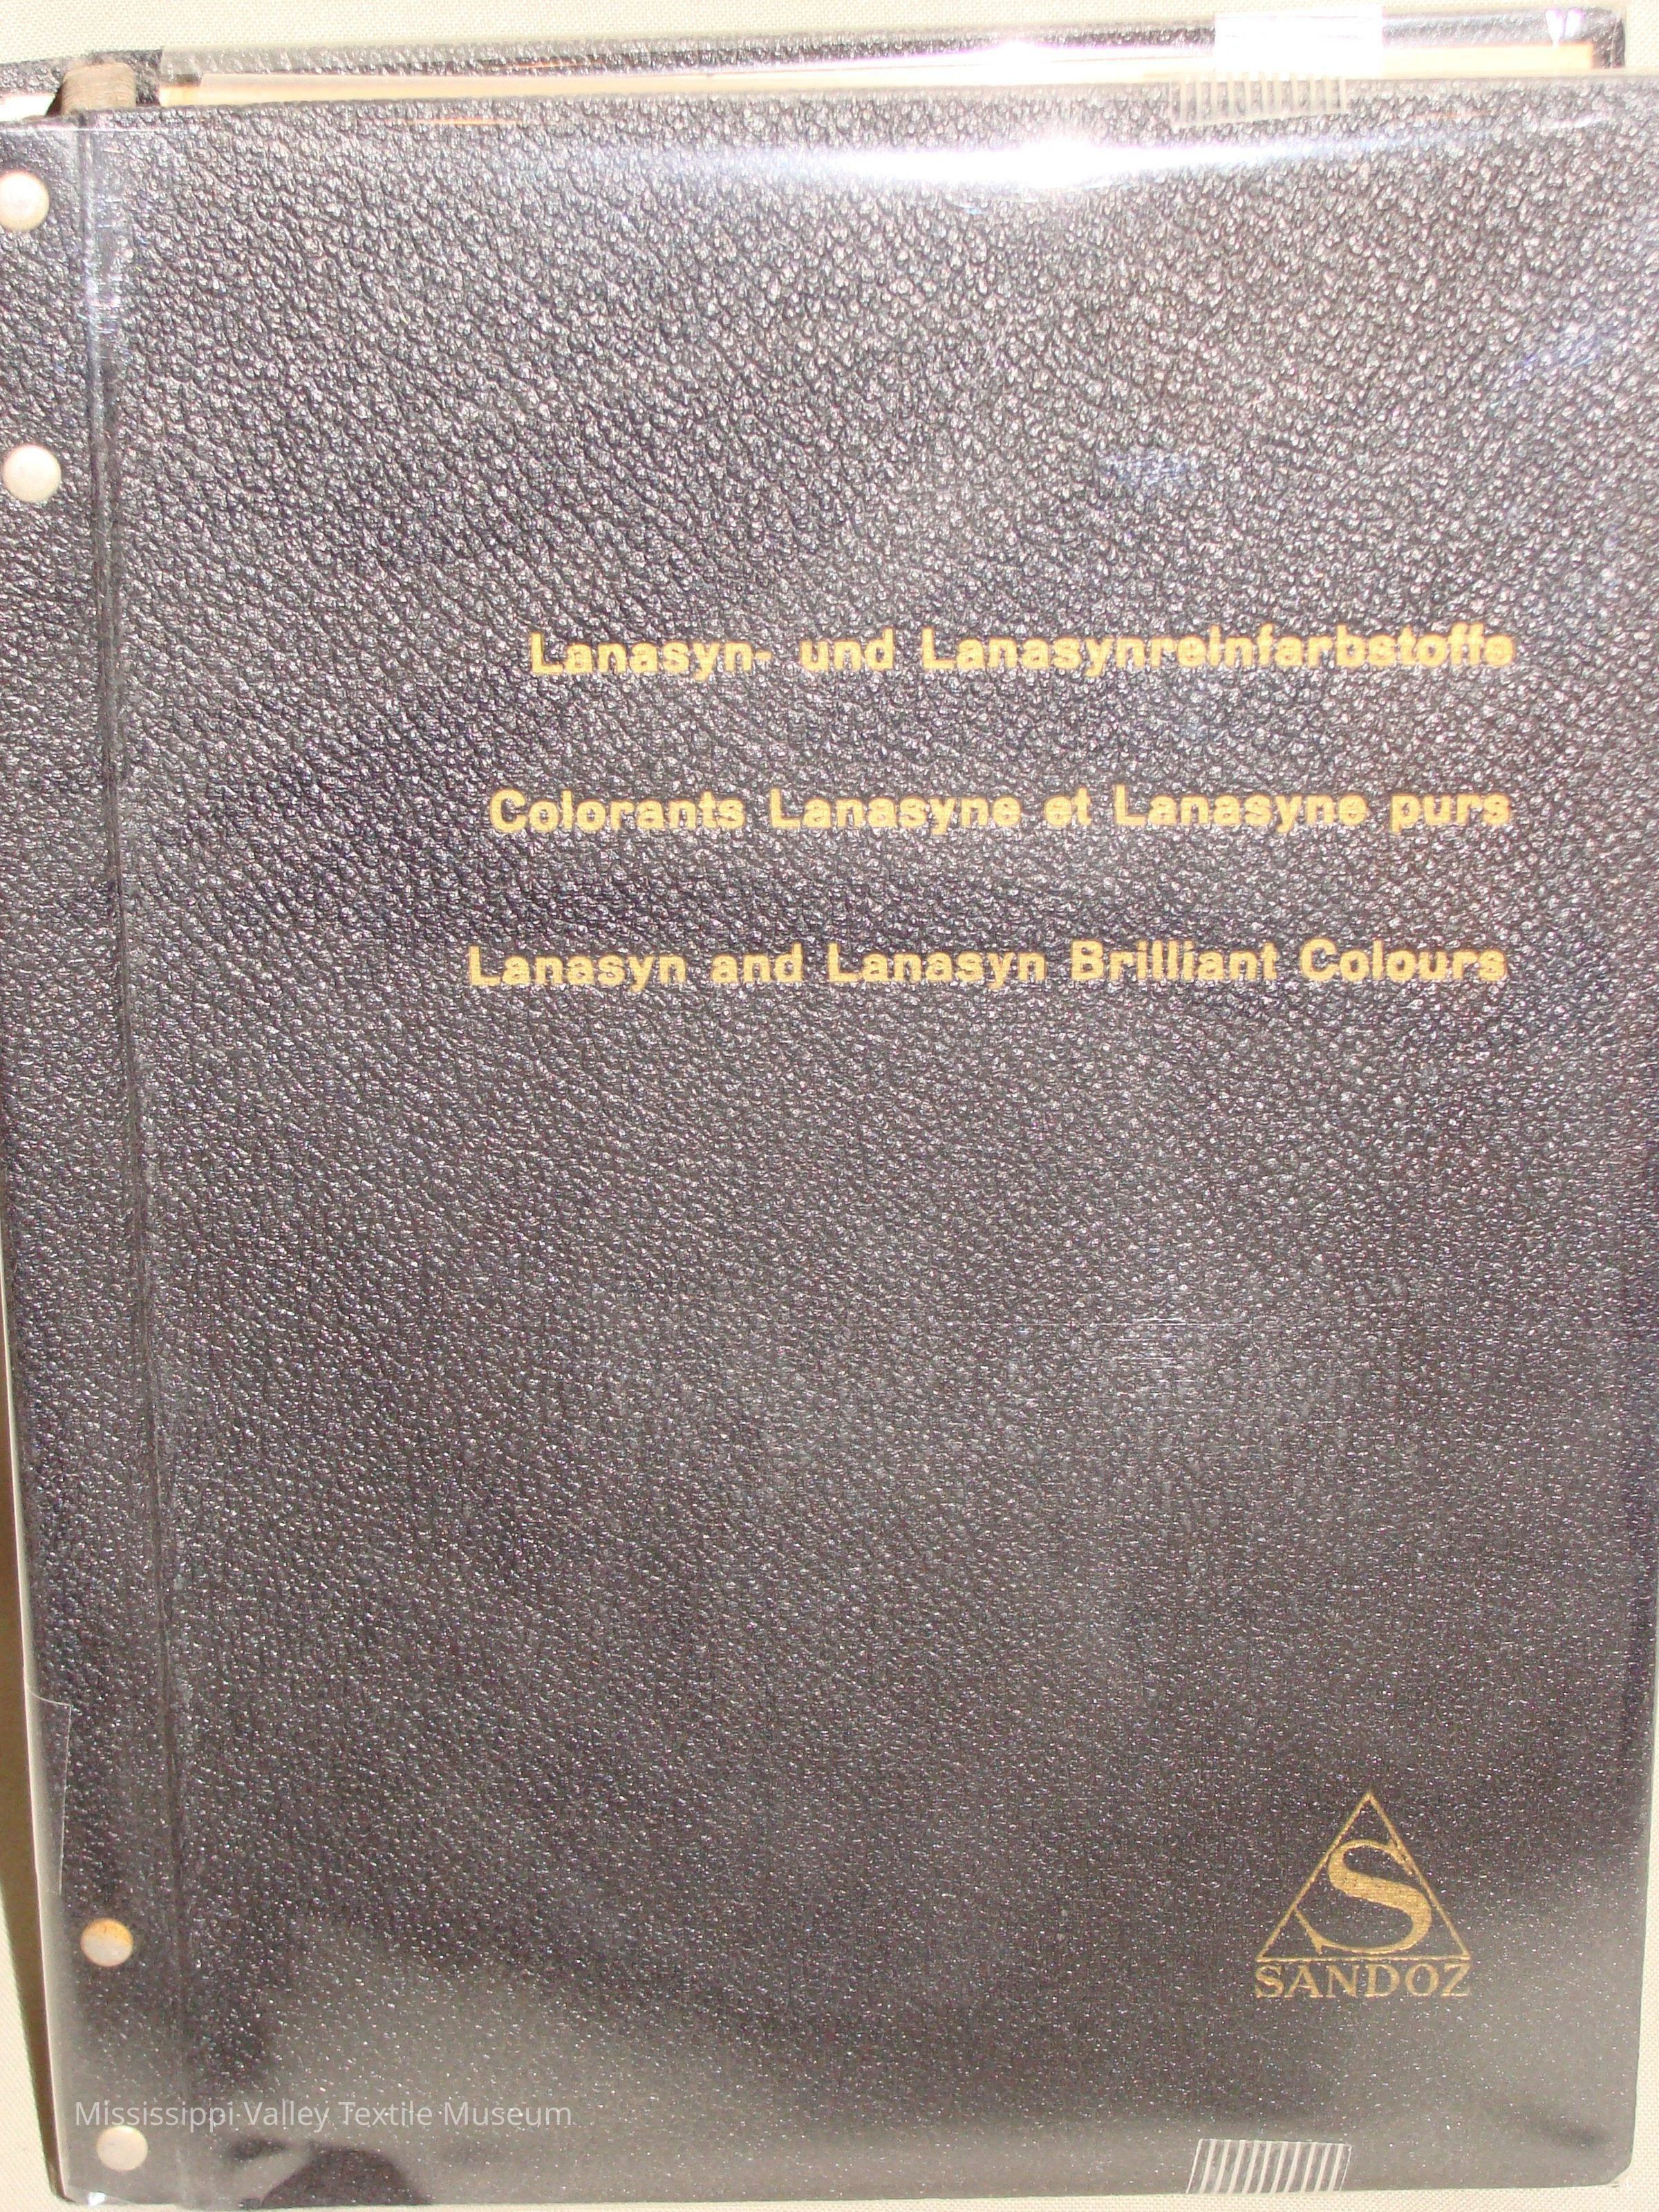 Lanasyn- und Lanasynreinfarbstoffe
Colorants Lanasyne et Lanasyne purs
Lanasyn and Lanasyn Brilliant Colours
S
SANDOZ
Mississippi Valley Textile Museum